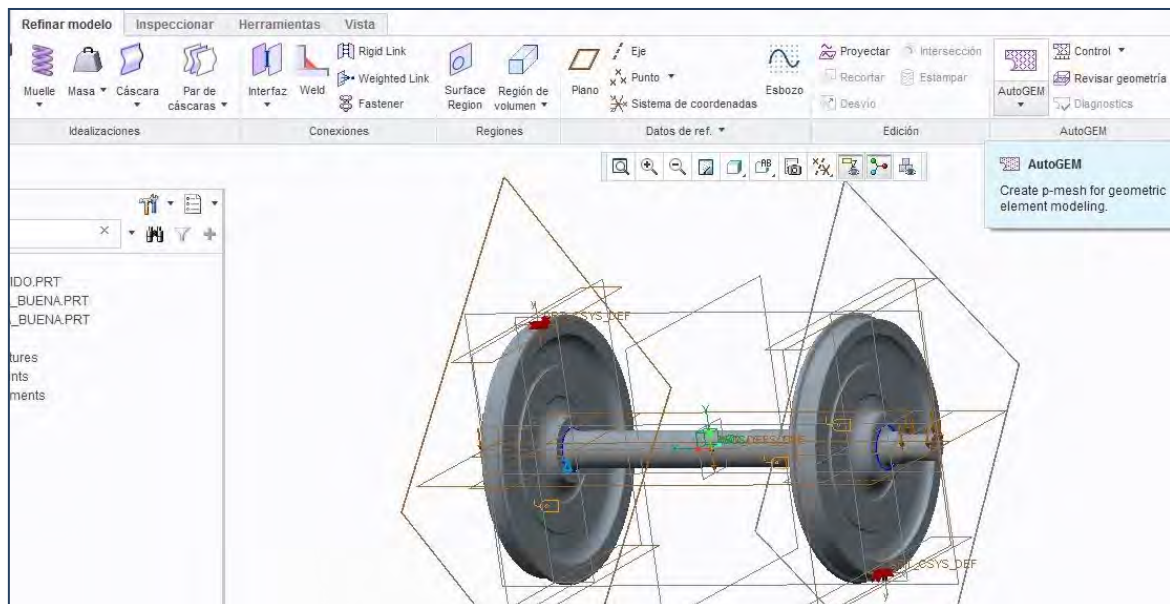 Refinar modelo Inspeccionar Herramientas Vista
Muelle
Masa
Cáscara
Par de
cáscaras
Idealizaciones
Interfaz
Weld
Rigid Link
Weighted Link
Fastener
Conexiones
Surface
Region
Región de
volumen
Regiones
Plano
Eje
Punto
Sistema de coordenadas
Esbozo
Datos de ref.
Proyectar
Intersección
Recortar
Estampar
Desvío
Edición
AutoGEM
Control
Revisar geometría
Diagnostics
AutoGEM
AutoGEM
Create p-mesh for geometric
element modeling.
IDO.PRT
_BUENA.PRT
_BUENA.PRT
tures
nts
ments
CSYS_DEF
CSYS_DEF